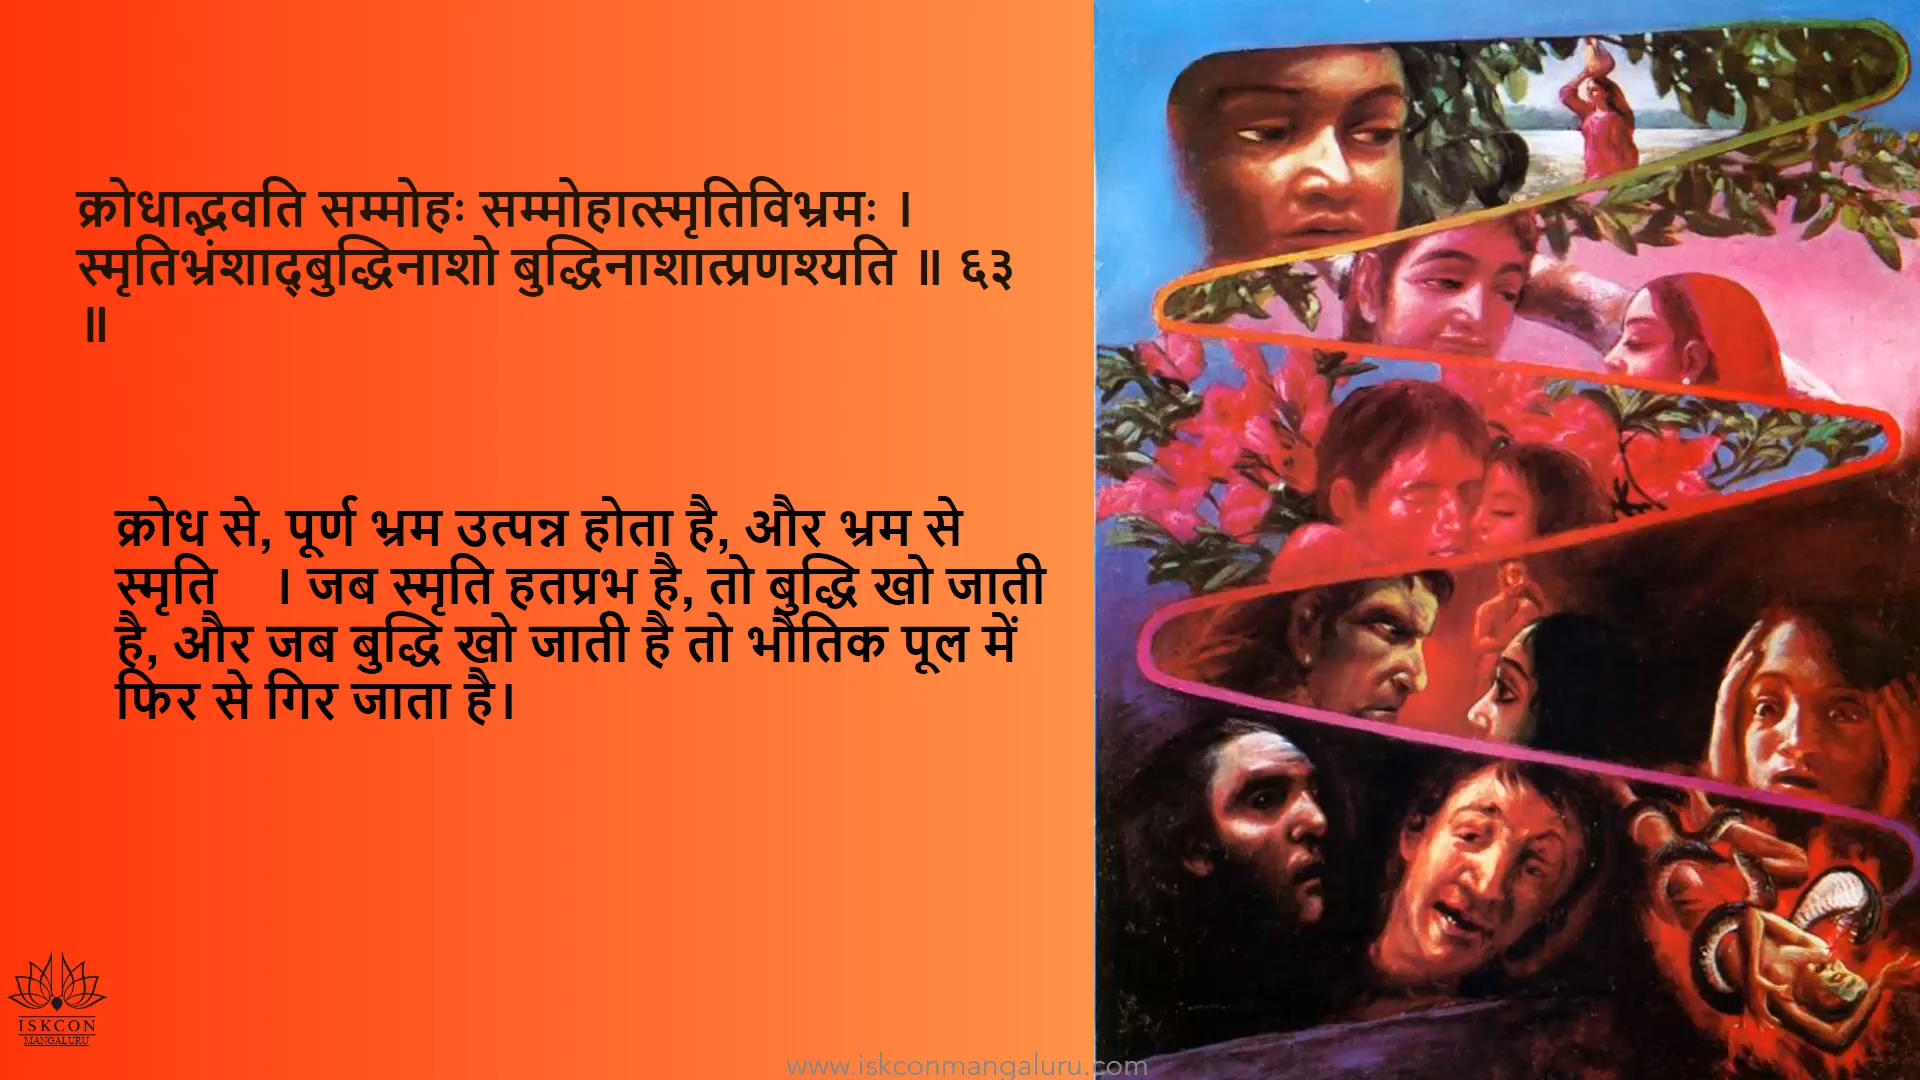 क्रोधाद्भवति सम्मोहः सम्मोहात्स्मृतिविभ्रमः ।
स्मृतिभ्रंशाद्‌बुद्धिनाशो बुद्धिनाशात्प्रणश्यति ॥ ६३
॥
क्रोध से, पूर्ण भ्रम उत्पन्न होता है, और भ्रम से
स्मृति । जब स्मृति हतप्रभ है, तो बुद्धि खो जाती
है, और जब बुद्धि खो जाती है तो भौतिक पूल में
फिर से गिर जाता है।
ISKCON
MANGALURU
www.iskconmangaluru.com